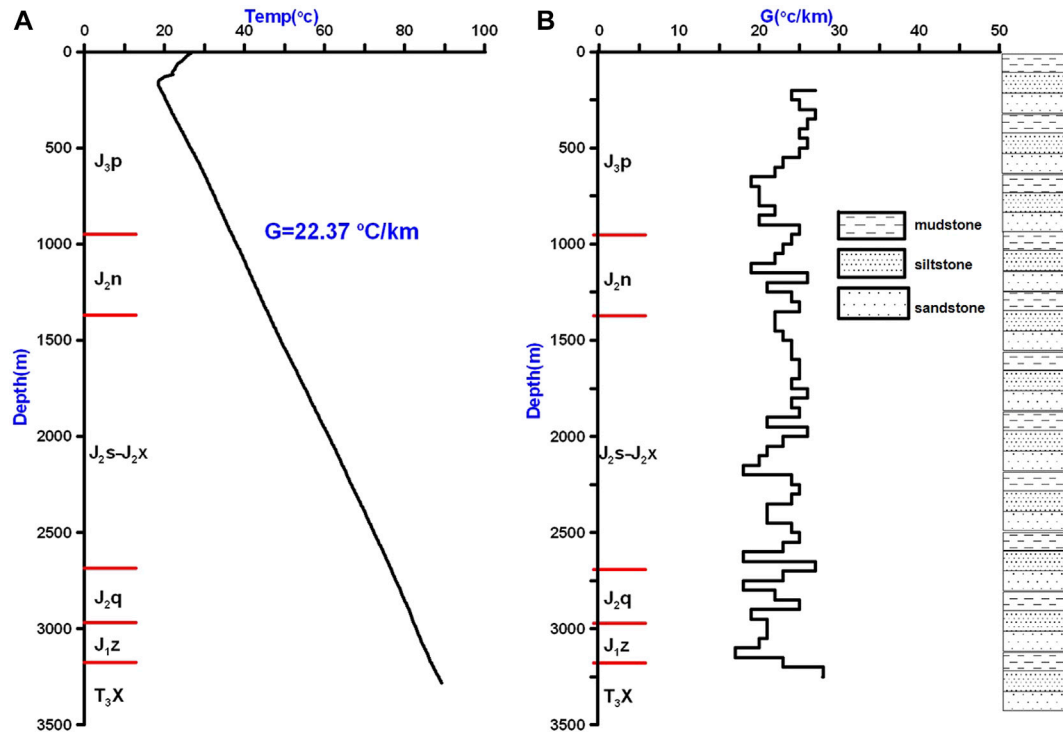 A
Temp(°c)
0 20 40 60 80 100
0
500
1000
1500
2000
2500
3000
3500
Depth(m)
J₃p
J₂n
J₂s–J₂x
J₂q
J₁z
T₃X
G=22.37 °C/km
B
G(°c/km)
0 10 20 30 40 50
0
500
1000
1500
2000
2500
3000
3500
Depth(m)
J₃p
J₂n
J₂s–J₂x
J₂q
J₁z
T₃X
mudstone
siltstone
sandstone